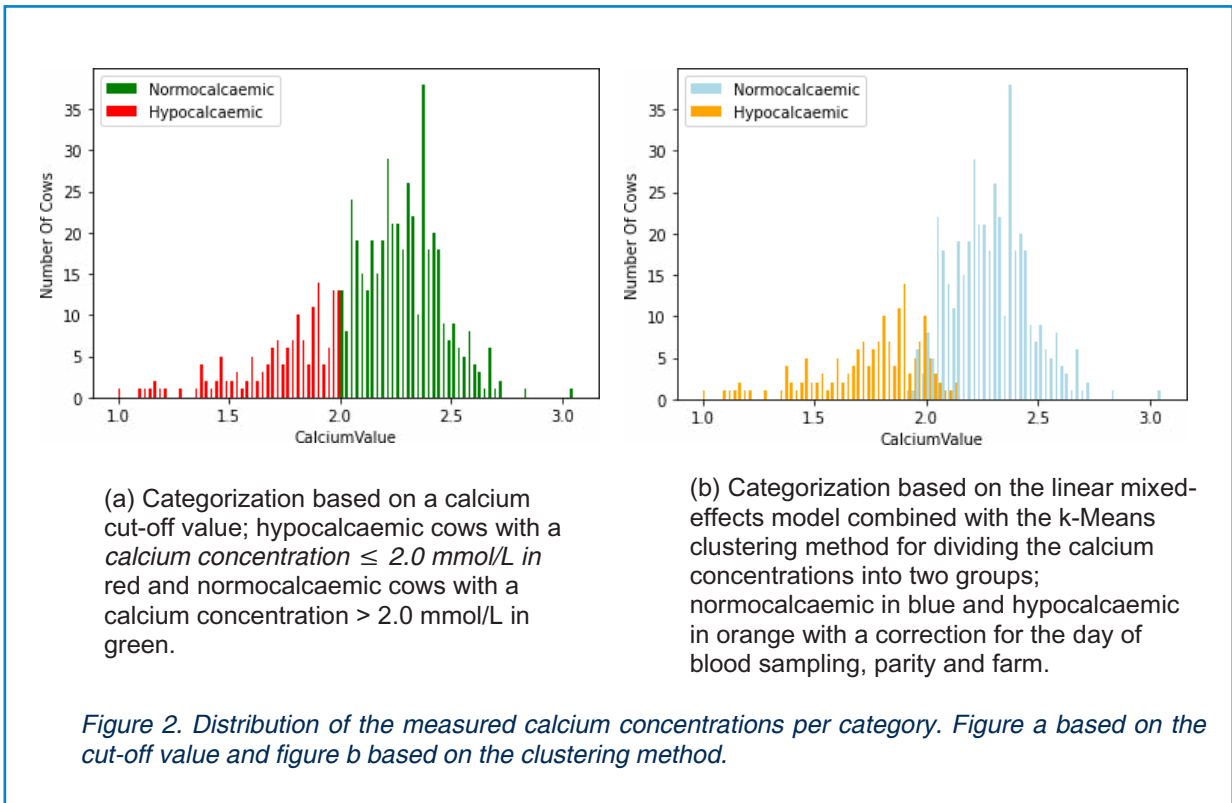 Normocalcaemic
Hypocalcaemic
35
30
25
20
15
10
5
0
Number Of Cows
1.0 1.5 2.0 2.5 3.0
CalciumValue
(a) Categorization based on a calcium
cut-off value; hypocalcaemic cows with a
calcium concentration ≤ 2.0 mmol/L in
red and normocalcaemic cows with a
calcium concentration > 2.0 mmol/L in
green.
Normocalcaemic
Hypocalcaemic
35
30
25
20
15
10
5
0
Number Of Cows
1.0 1.5 2.0 2.5 3.0
CalciumValue
(b) Categorization based on the linear mixed-
effects model combined with the k-Means
clustering method for dividing the calcium
concentrations into two groups;
normocalcaemic in blue and hypocalcaemic
in orange with a correction for the day of
blood sampling, parity and farm.
Figure 2. Distribution of the measured calcium concentrations per category. Figure a based on the
cut-off value and figure b based on the clustering method.